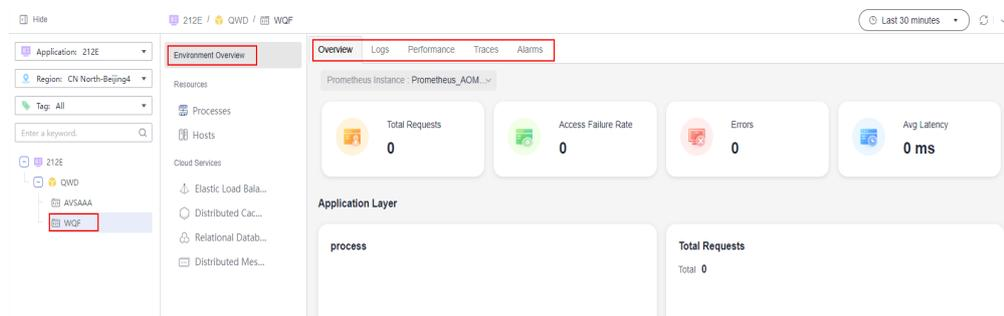 Hide
212E / QWD / WQF
Last 30 minutes
Application: 212E
Region: CN North-Beijing4
Tag: All
Enter a keyword.
212E
QWD
AVSAAA
WQF
Environment Overview
Resources
Processes
Hosts
Cloud Services
Elastic Load Bala...
Distributed Cac...
Relational Datab...
Distributed Mes...
Overview Logs Performance Traces Alarms
Prometheus Instance : Prometheus_AOM...
Total Requests
0
Access Failure Rate
0
Errors
0
Avg Latency
0 ms
Application Layer
process
Total Requests
Total 0